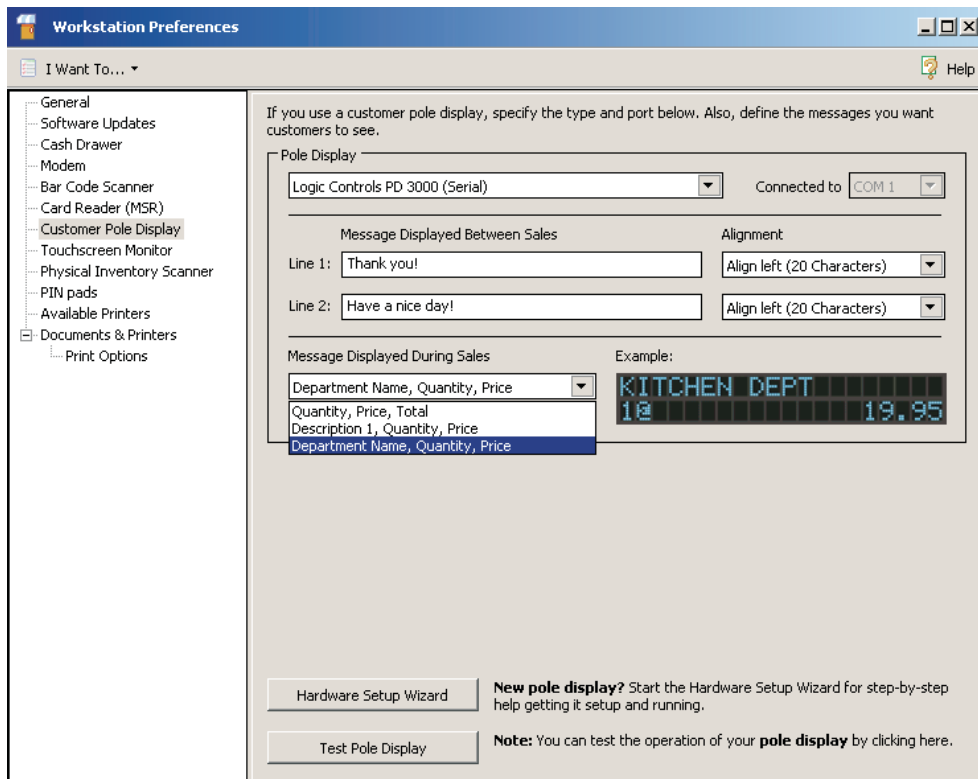 Workstation Preferences
I Want To...
Help
General
Software Updates
Cash Drawer
Modem
Bar Code Scanner
Card Reader (MSR)
Customer Pole Display
Touchscreen Monitor
Physical Inventory Scanner
PIN pads
Available Printers
Documents & Printers
Print Options
If you use a customer pole display, specify the type and port below. Also, define the messages you want
customers to see.
Pole Display
Logic Controls PD 3000 (Serial)
Connected to COM 1
Message Displayed Between Sales
Alignment
Line 1: Thank you!
Align left (20 Characters)
Line 2: Have a nice day!
Align left (20 Characters)
Message Displayed During Sales
Example:
Department Name, Quantity, Price
Quantity, Price, Total
Description 1, Quantity, Price
Department Name, Quantity, Price
KITCHEN DEPT
1@ 19.95
Hardware Setup Wizard
New pole display? Start the Hardware Setup Wizard for step-by-step
help getting it setup and running.
Test Pole Display
Note: You can test the operation of your pole display by clicking here.